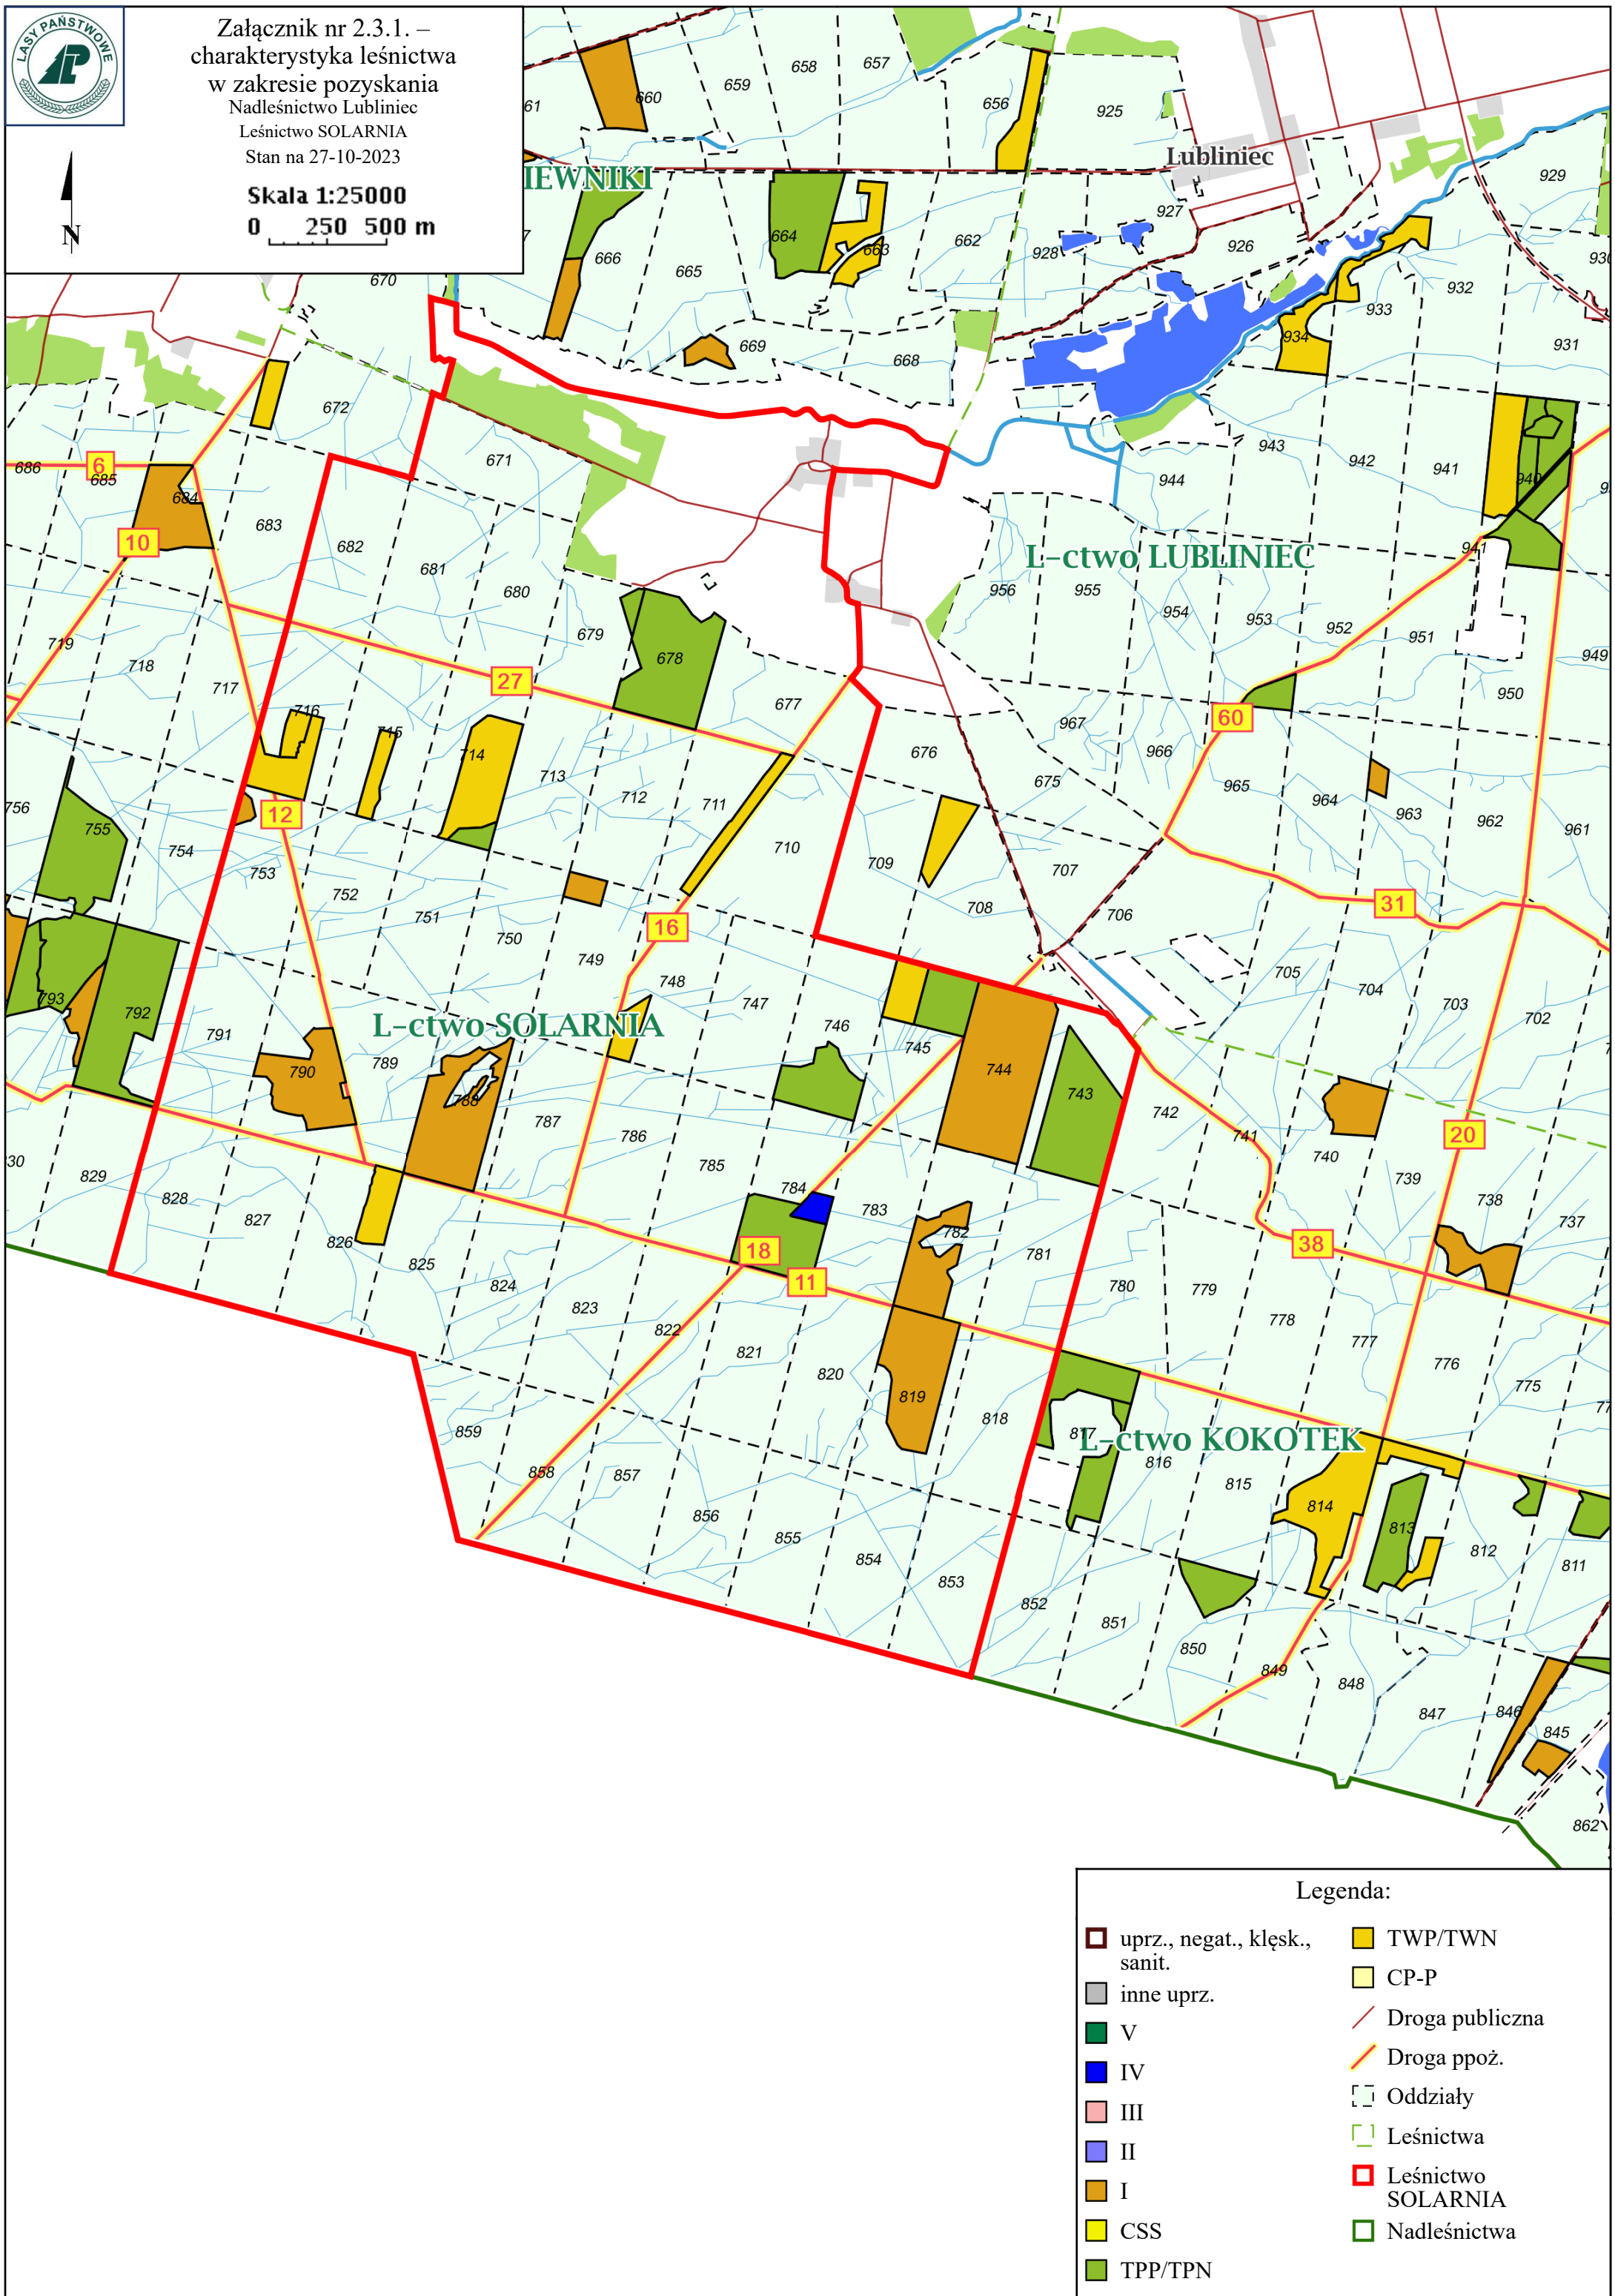 LASY PAŃSTWOWE
Załącznik nr 2.3.1. –
charakterystyka leśnictwa
w zakresie pozyskania
Nadleśnictwo Lubliniec
Leśnictwo SOLARNIA
Stan na 27-10-2023
Skala 1:25000
0 250 500 m
N
61 660 659 658 657 656 925
Lubliniec
IEWNIKI
929
7 666 665 664 663 662 928 927 926 930
670 669 668 934 933 932 931
672 671 943 942 941 940
686 6 685 684 944
10 683 682 681 680
L-ctwo LUBLINIEC
941
719 718 717 679 678 677 956 955 954 953 952 951 949
27 950
716 715 714 713 712 711 710 676 675 967 966 60
965 964 963 962 961
756 755 754 12 753 752 751 750 749 748 747 746 709 708 707 706
16 31
793 792 791 790 789 788 787 786 785 784 783 745 744 743 742 705 704 703 702
L-ctwo SOLARNIA
741 740 739 738 737 20
30 829 828 827 826 825 824 823 822 821 820 819 818
18 11 782 781 780 779 778 777 776 775 38
77
L-ctwo KOKOTEK
859 858 857 856 855 854 853 852 851 850 849 848 847 846 845
817 816 815 814 813 812 811
862
Legenda:
uprz., negat., klęsk.,
sanit.
inne uprz.
V
IV
III
II
I
CSS
TPP/TPN
TWP/TWN
CP-P
Droga publiczna
Droga ppoż.
Oddziały
Leśnictwa
Leśnictwo
SOLARNIA
Nadleśnictwa